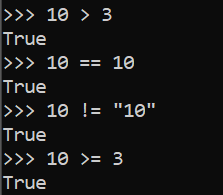 >>> 10 > 3
True
>>> 10 == 10
True
>>> 10 != "10"
True
>>> 10 >= 3
True